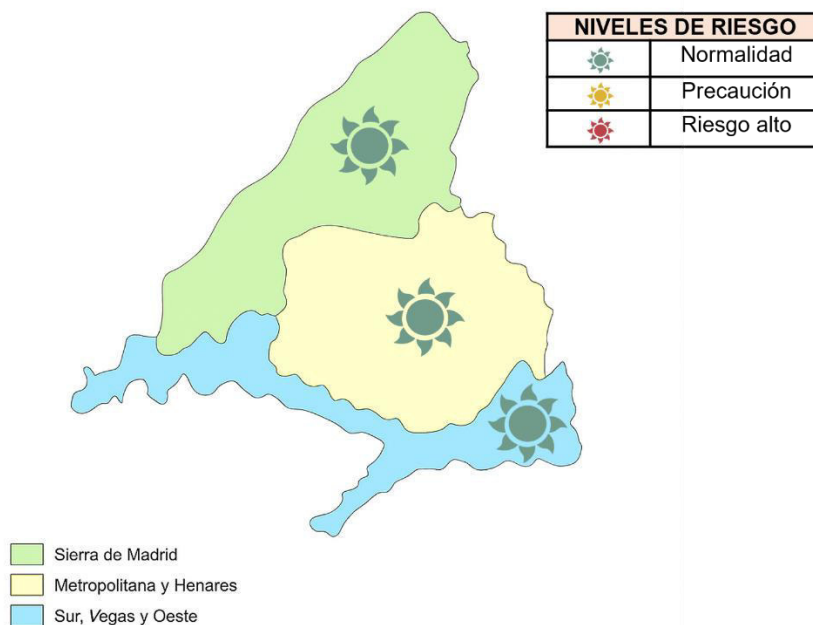 NIVELES DE RIESGO
Normalidad
Precaución
Riesgo alto
Sierra de Madrid
Metropolitana y Henares
Sur, Vegas y Oeste